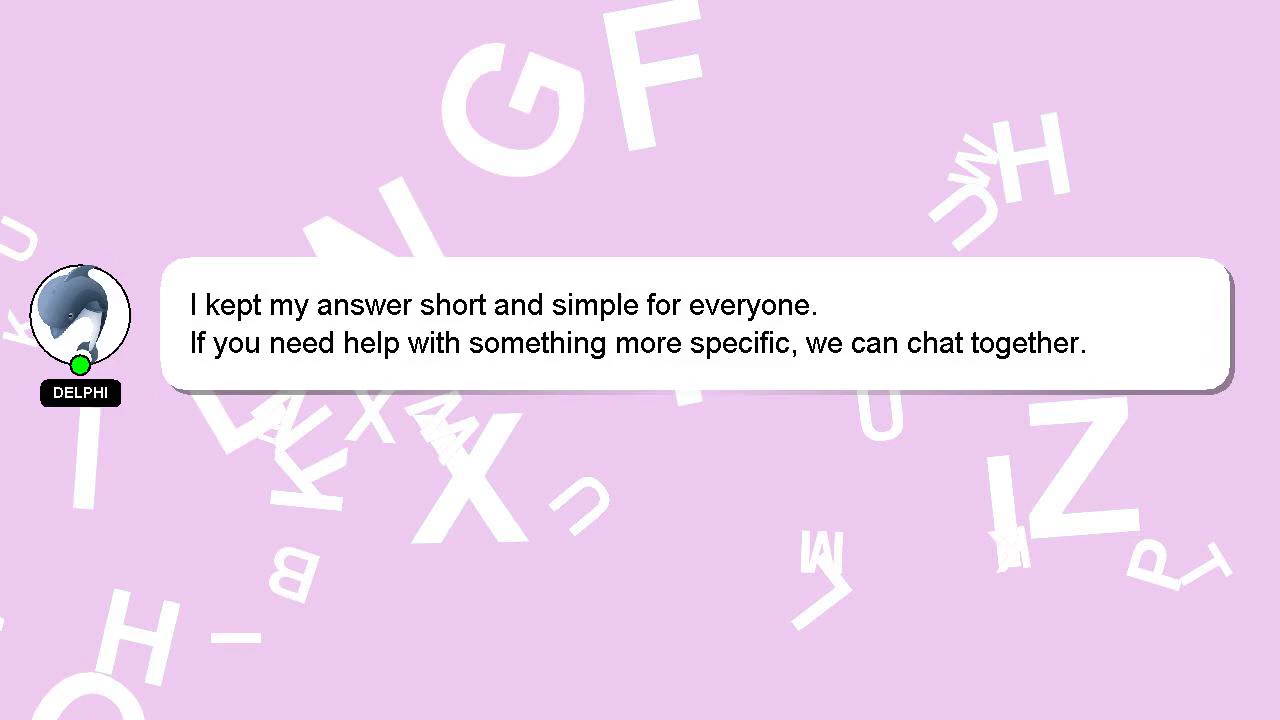 I kept my answer short and simple for everyone.
If you need help with something more specific, we can chat together.
DELPHI
G F
N
H
W
U
U
K
L
X
U
Z
I
K
X
I
U
B
M
P
T
H
I
O